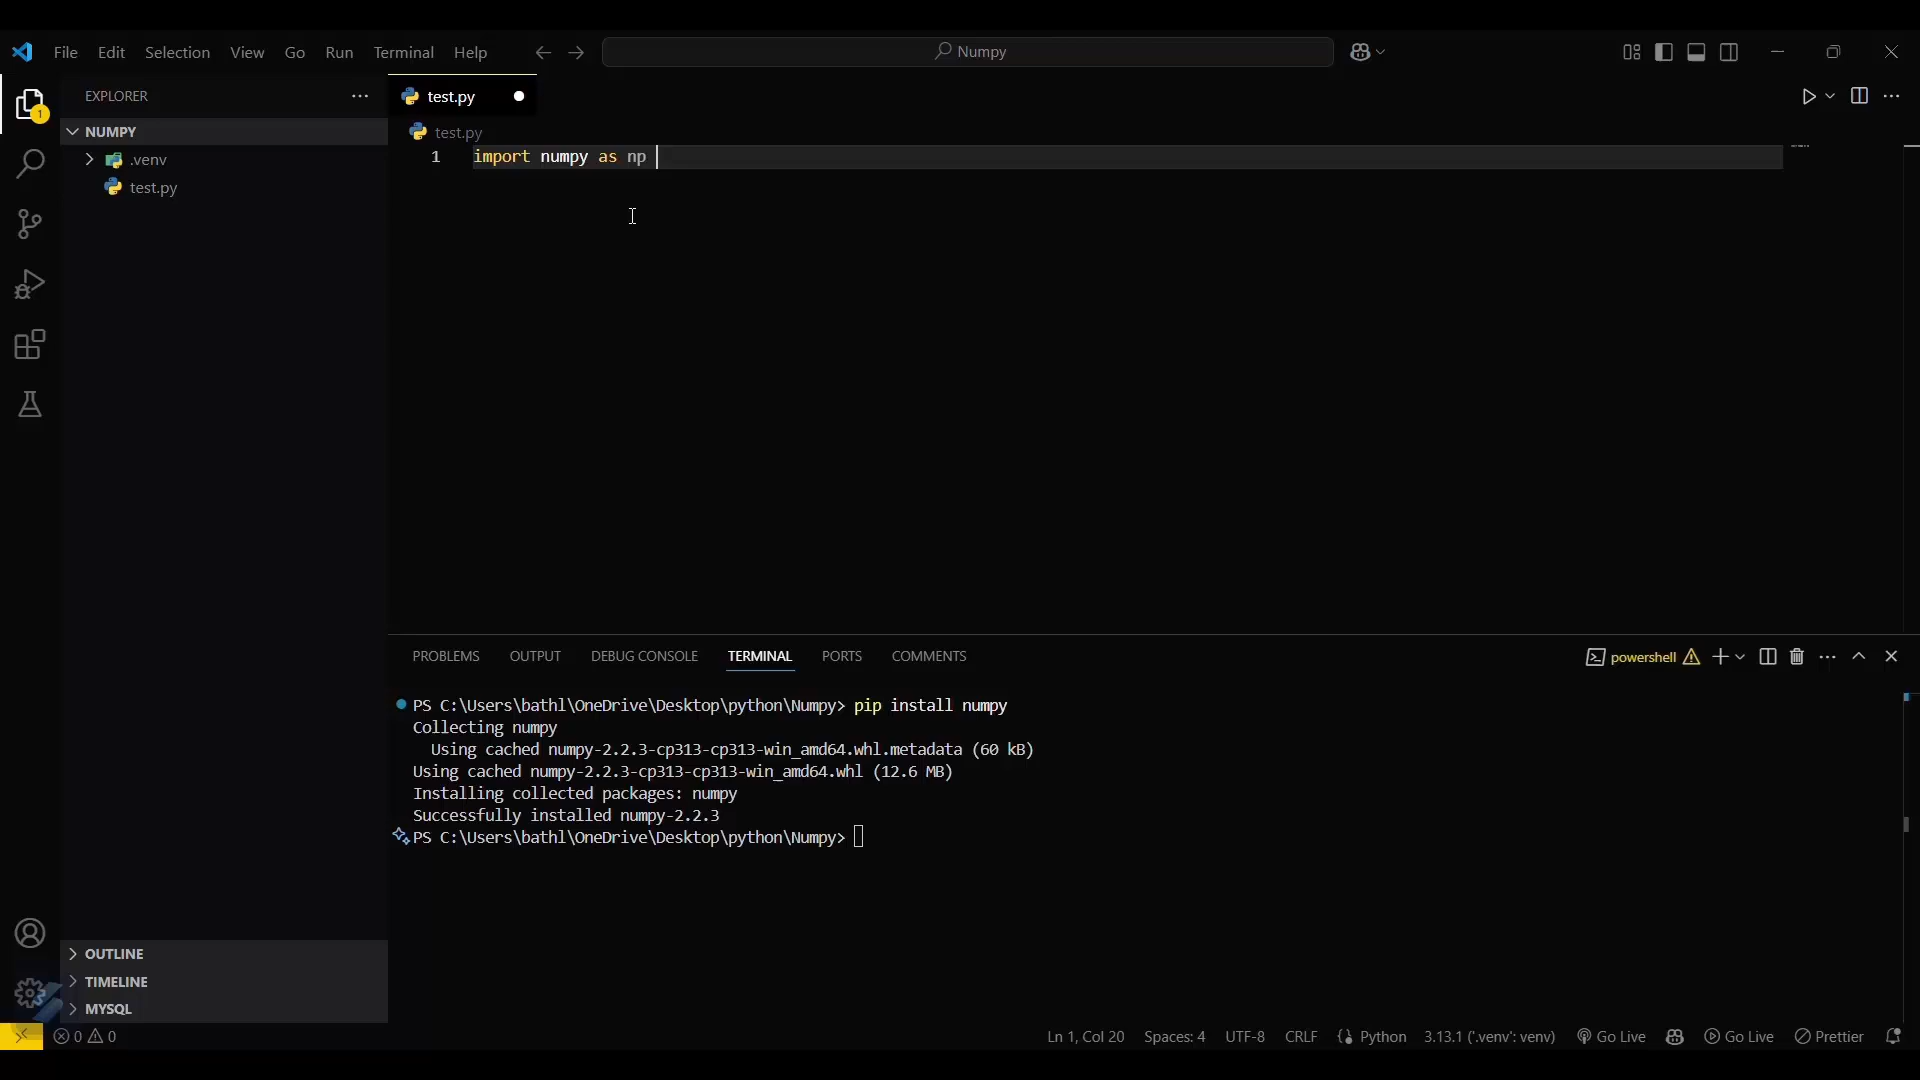 File Edit Selection View Go Run Terminal Help
Numpy
EXPLORER
1
NUMPY
.venv
test.py
test.py
test.py
1 import numpy as np
PROBLEMS OUTPUT DEBUG CONSOLE TERMINAL PORTS COMMENTS
powershell
PS C:\Users\bathl\OneDrive\Desktop\python\Numpy> pip install numpy
Collecting numpy
Using cached numpy-2.2.3-cp313-cp313-win_amd64.whl.metadata (60 kB)
Using cached numpy-2.2.3-cp313-cp313-win_amd64.whl (12.6 MB)
Installing collected packages: numpy
Successfully installed numpy-2.2.3
PS C:\Users\bathl\OneDrive\Desktop\python\Numpy>
OUTLINE
TIMELINE
MYSQL
0 0
Ln 1, Col 20 Spaces: 4 UTF-8 CRLF Python 3.13.1 ('.venv': venv) Go Live Go Live Prettier